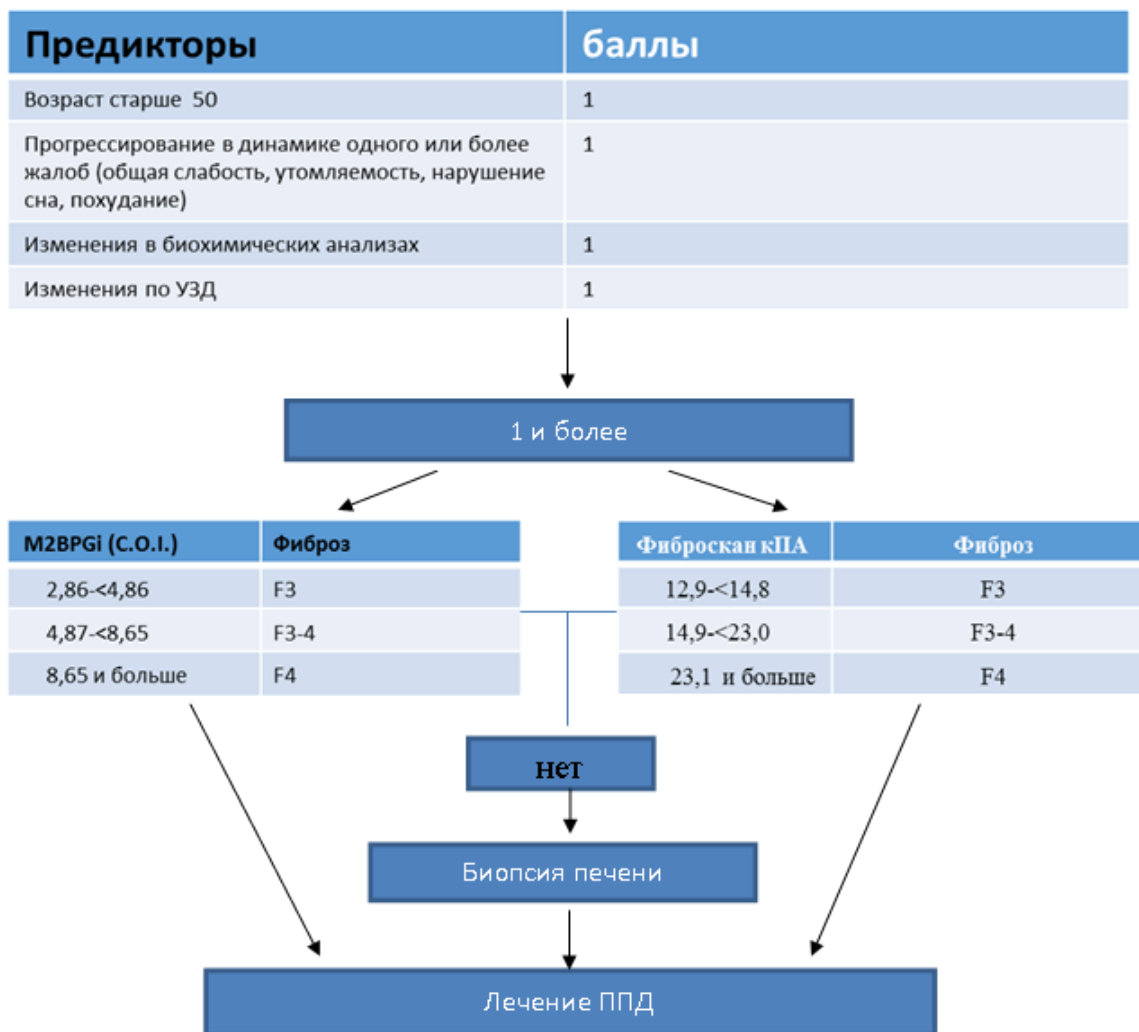 Предикторы баллы
Возраст старше 50 1
Прогрессирование в динамике одного или более 1
жалоб (общая слабость, утомляемость, нарушение
сна, похудание)
Изменения в биохимических анализах 1
Изменения по УЗД 1
1 и более
M2BPGi (C.O.I.) Фиброз
2,86-<4,86 F3
4,87-<8,65 F3-4
8,65 и больше F4
Фиброскан кПА Фиброз
12,9-<14,8 F3
14,9-<23,0 F3-4
23,1 и больше F4
нет
Биопсия печени
Лечение ППД